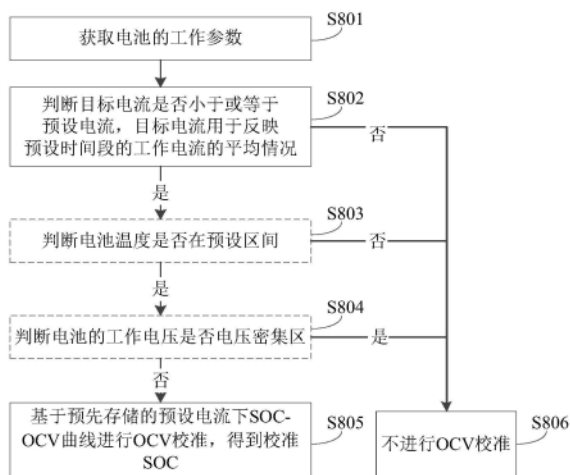 S801
获取电池的工作参数
S802
判断目标电流是否小于或等于
预设电流，目标电流用于反映
预设时间段的工作电流的平均情况
否
是
S803
判断电池温度是否在预设区间
否
是
S804
判断电池的工作电压是否电压密集区
是
否
S805
基于预先存储的预设电流下SOC-
OCV曲线进行OCV校准，得到校准
SOC
S806
不进行OCV校准